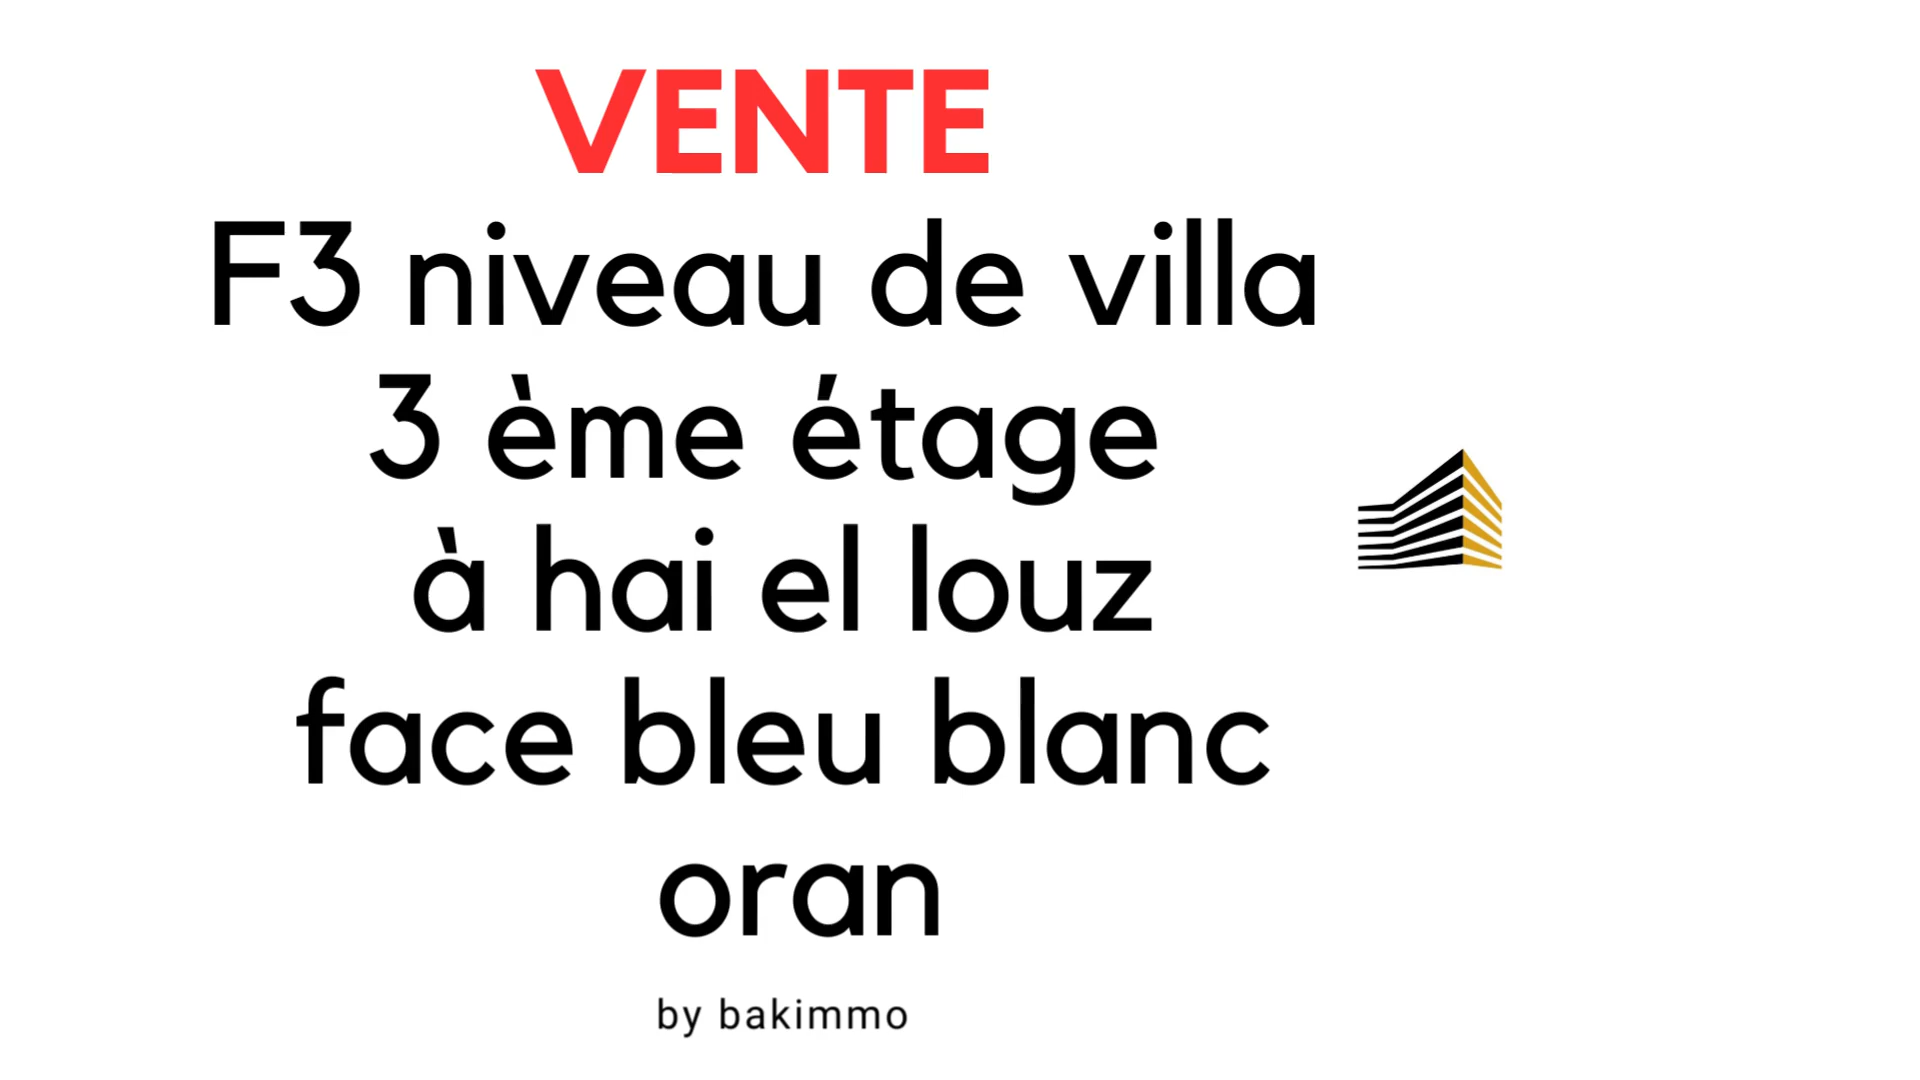 VENTE
F3 niveau de villa
3 ème étage
à hai el louz
face bleu blanc
oran
by bakimmo